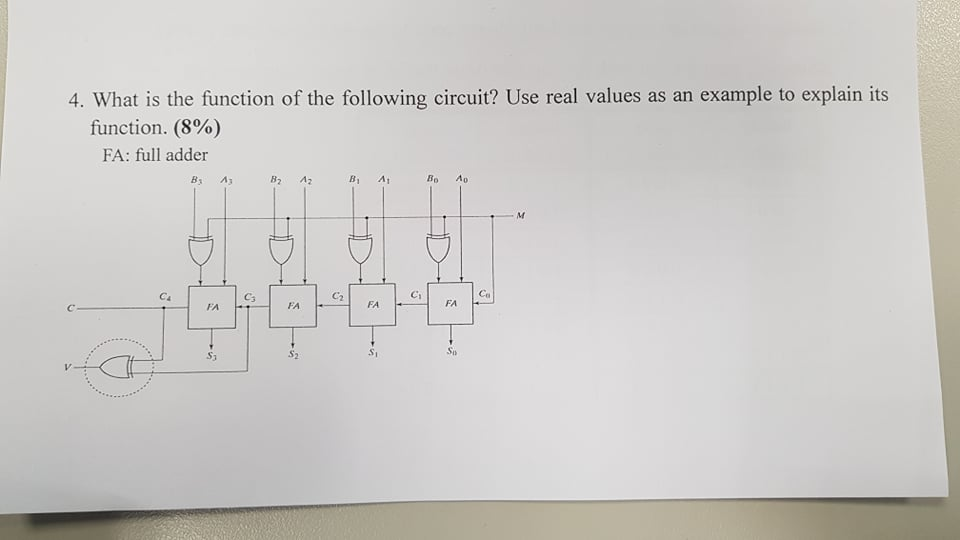 4. What is the function of the following circuit? Use real values as an example to explain its
function. (8%)
FA: full adder
B₃ A₃ B₂ A₂ B₁ A₁ B₀ A₀
M
C₄ C₃ C₂ C₁ C₀
C FA FA FA FA
S₃ S₂ S₁ S₀
V